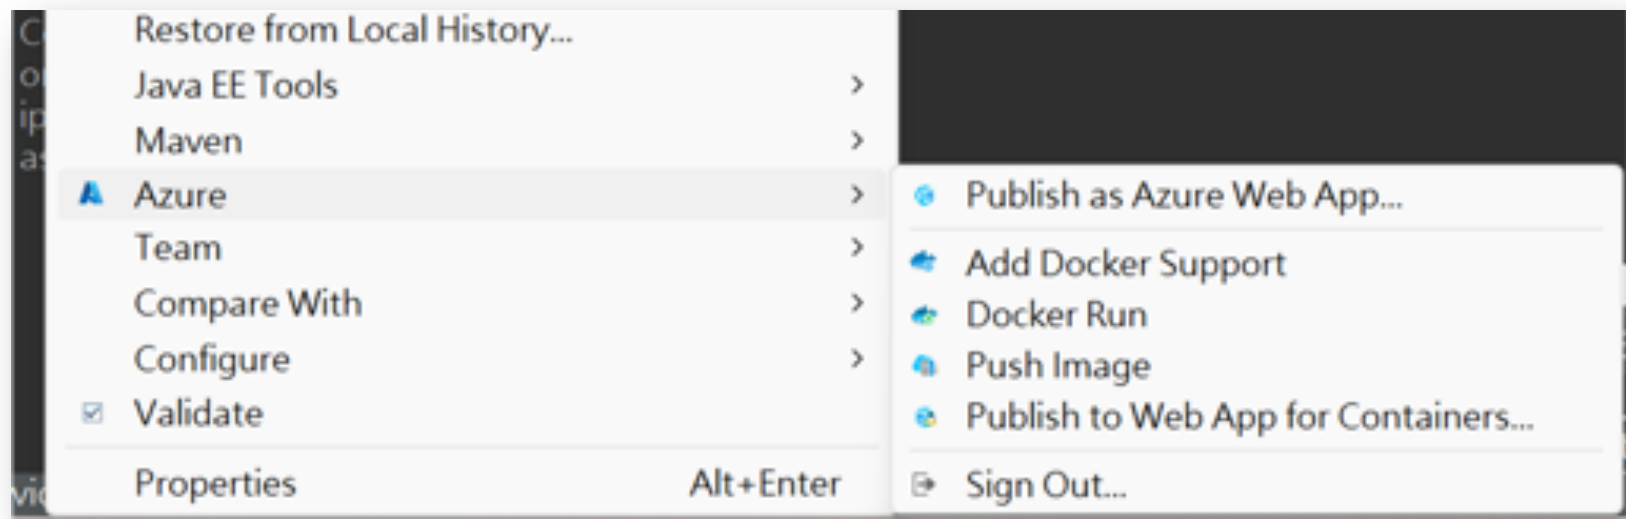 Restore from Local History...
Java EE Tools
Maven
Azure
Team
Compare With
Configure
Validate
Properties Alt+Enter
Publish as Azure Web App...
Add Docker Support
Docker Run
Push Image
Publish to Web App for Containers...
Sign Out...